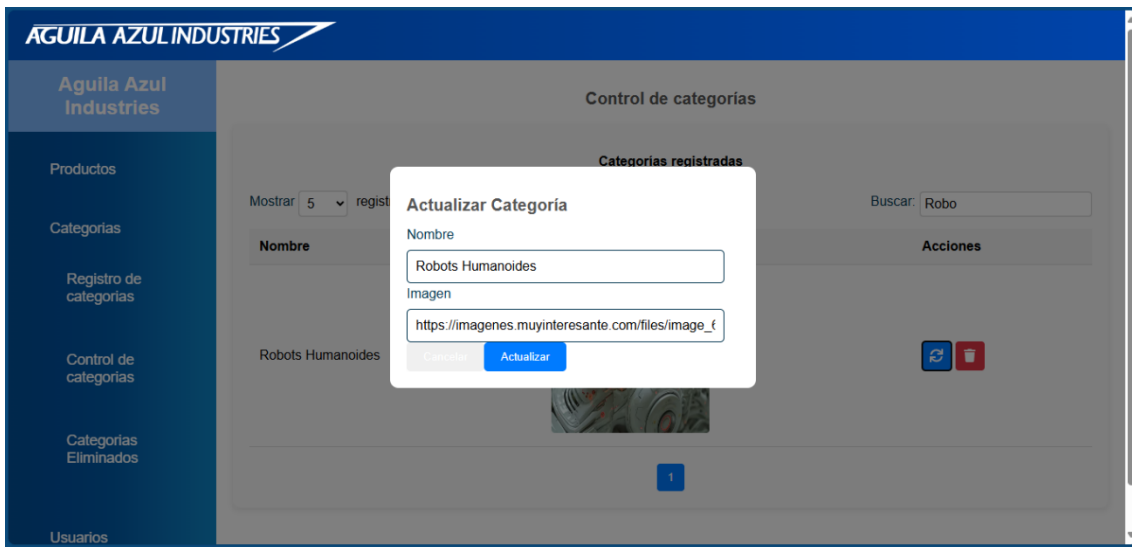 AGUILA AZUL INDUSTRIES
Aguila Azul
Industries
Productos
Categorias
Registro de
categorias
Control de
categorias
Categorias
Eliminados
Usuarios
Control de categorías
Categorias registradas
Mostrar 5 regist
Buscar: Robo
Nombre
Acciones
Robots Humanoides
Actualizar Categoría
Nombre
Robots Humanoides
Imagen
https://imagenes.muyinteresante.com/files/image_6
Cancelar
Actualizar
1